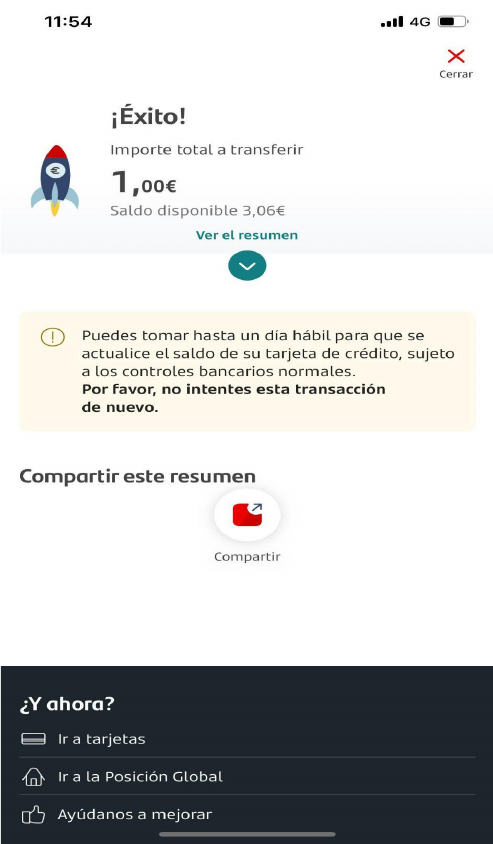 11:54
4G
Cerrar
¡Éxito!
Importe total a transferir
1,00€
Saldo disponible 3,06€
Ver el resumen
Puedes tomar hasta un día hábil para que se
actualice el saldo de su tarjeta de crédito, sujeto
a los controles bancarios normales.
Por favor, no intentes esta transacción
de nuevo.
Compartir este resumen
Compartir
¿Y ahora?
Ir a tarjetas
Ir a la Posición Global
Ayúdanos a mejorar